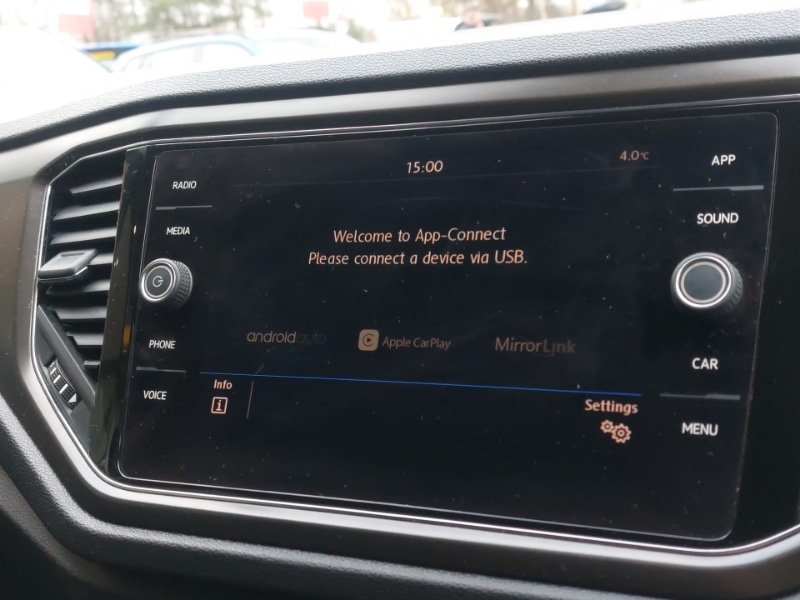 15:00
4.0°C
RADIO
MEDIA
PHONE
VOICE
Welcome to App-Connect
Please connect a device via USB.
androidauto
Apple CarPlay
MirrorLink
Info
i
Settings
APP
SOUND
CAR
MENU